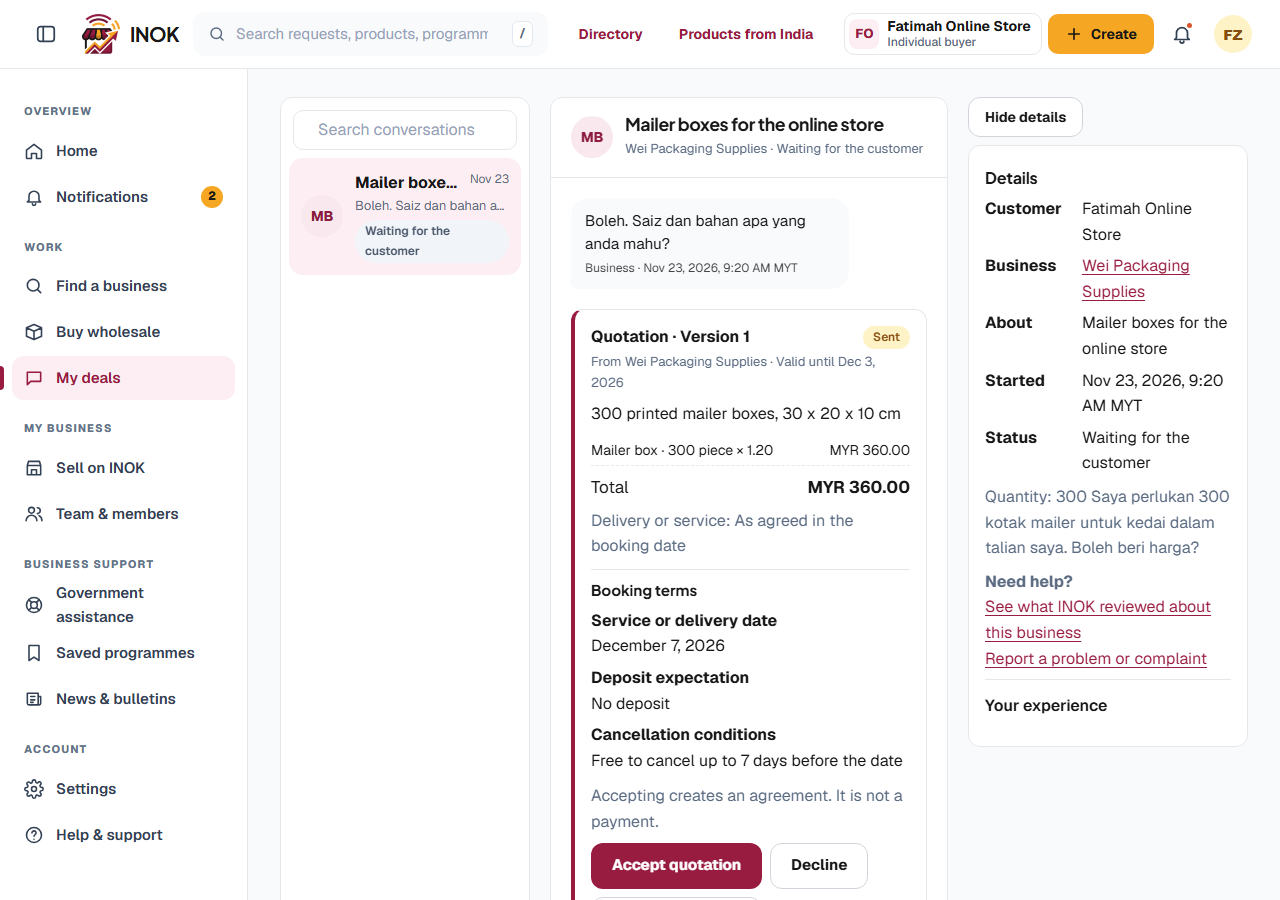 INOK
Search requests, products, programm
/
Directory
Products from India
FO
Fatimah Online Store
Individual buyer
Create
FZ
OVERVIEW
Home
Notifications
2
WORK
Find a business
Buy wholesale
My deals
MY BUSINESS
Sell on INOK
Team & members
BUSINESS SUPPORT
Government
assistance
Saved programmes
News & bulletins
ACCOUNT
Settings
Help & support
Search conversations
MB
Mailer boxe...
Nov 23
Boleh. Saiz dan bahan a...
Waiting for the
customer
MB
Mailer boxes for the online store
Wei Packaging Supplies · Waiting for the customer
Boleh. Saiz dan bahan apa yang
anda mahu?
Business · Nov 23, 2026, 9:20 AM MYT
Quotation · Version 1
Sent
From Wei Packaging Supplies · Valid until Dec 3,
2026
300 printed mailer boxes, 30 x 20 x 10 cm
Mailer box · 300 piece × 1.20
MYR 360.00
Total
MYR 360.00
Delivery or service: As agreed in the
booking date
Booking terms
Service or delivery date
December 7, 2026
Deposit expectation
No deposit
Cancellation conditions
Free to cancel up to 7 days before the date
Accepting creates an agreement. It is not a
payment.
Accept quotation
Decline
Hide details
Details
Customer
Fatimah Online
Store
Business
Wei Packaging
Supplies
About
Mailer boxes for the
online store
Started
Nov 23, 2026, 9:20
AM MYT
Status
Waiting for the
customer
Quantity: 300 Saya perlukan 300
kotak mailer untuk kedai dalam
talian saya. Boleh beri harga?
Need help?
See what INOK reviewed about
this business
Report a problem or complaint
Your experience